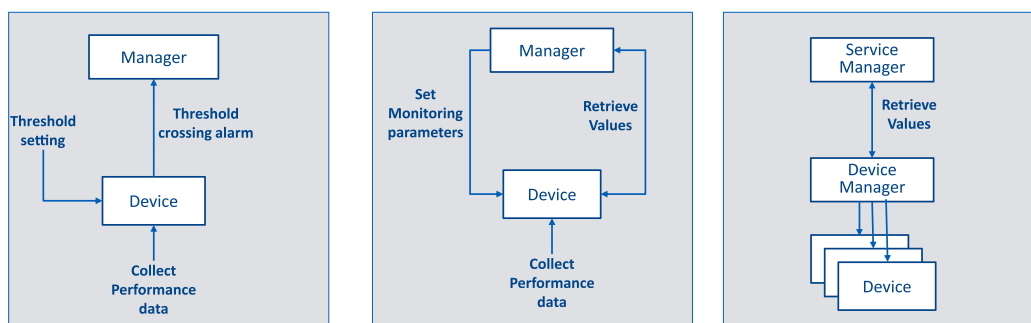 Manager
Threshold
crossing alarm
Threshold
setting
Device
Collect
Performance
data
Manager
Set
Monitoring
parameters
Retrieve
Values
Device
Collect
Performance
data
Service
Manager
Retrieve
Values
Device
Manager
Device